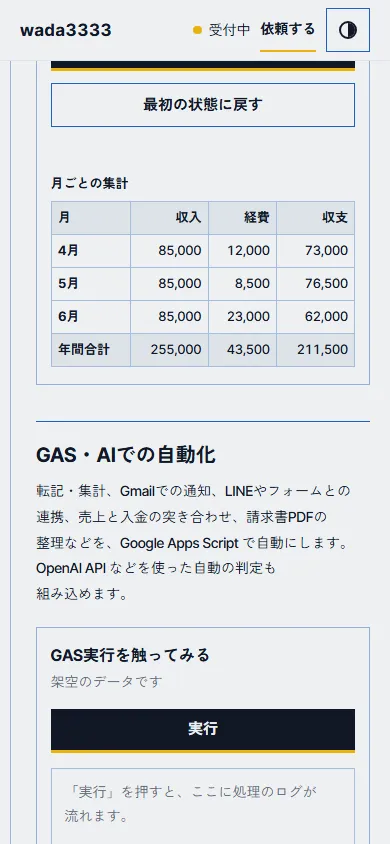 wada3333
受付中 依頼する
最初の状態に戻す
月ごとの集計
月 収入 経費 収支
4月 85,000 12,000 73,000
5月 85,000 8,500 76,500
6月 85,000 23,000 62,000
年間合計 255,000 43,500 211,500
GAS・AIでの自動化
転記・集計、Gmailでの通知、LINEやフォームとの
連携、売上と入金の突き合わせ、請求書PDFの
整理などを、Google Apps Script で自動にします。
OpenAI API などを使った自動の判定も
組み込めます。
GAS実行を触ってみる
架空のデータです
実行
「実行」を押すと、ここに処理のログが
流れます。